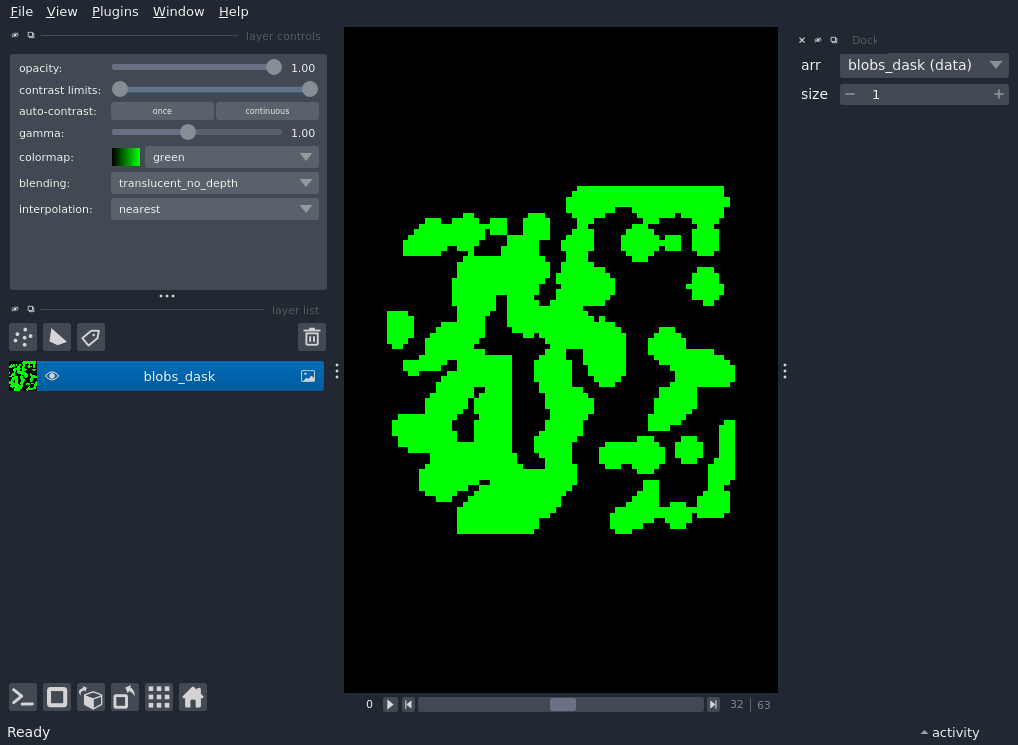 File View Plugins Window Help
layer controls
opacity: 1.00
contrast limits:
auto-contrast: once continuous
gamma: 1.00
colormap: green
blending: translucent_no_depth
interpolation: nearest
layer list
blobs_dask
0 32 63
Ready
activity
Dock
arr blobs_dask (data)
size 1